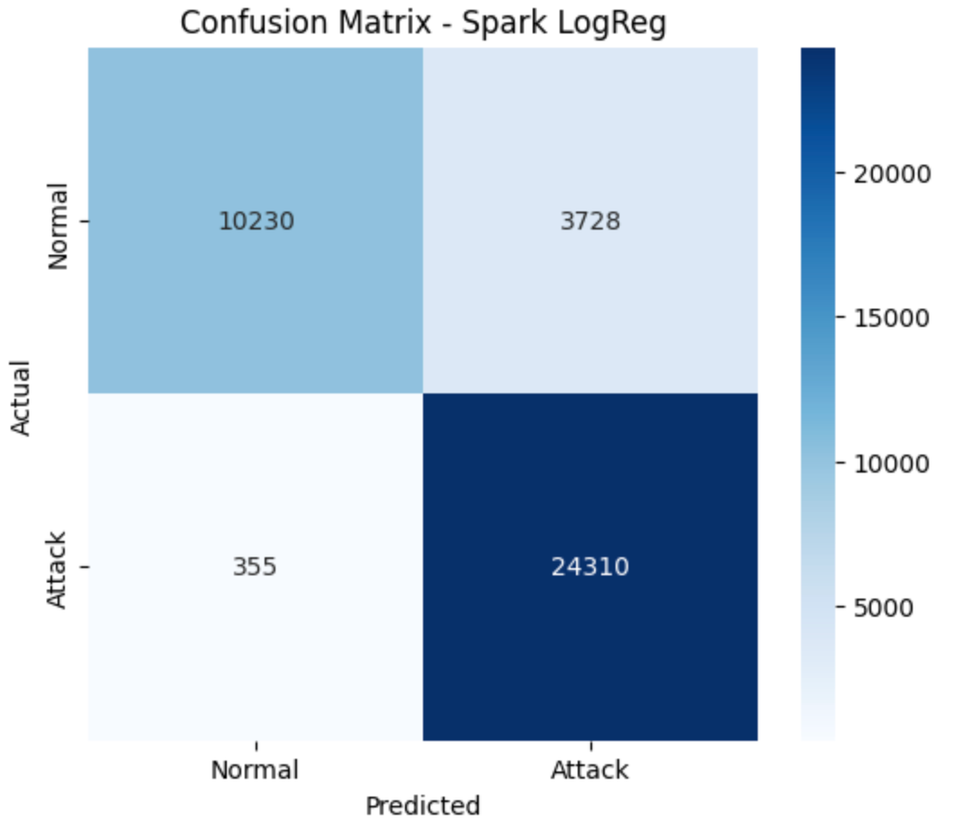 Confusion Matrix - Spark LogReg
Normal
10230
3728
20000
15000
Actual
10000
Attack
355
24310
5000
Normal
Attack
Predicted